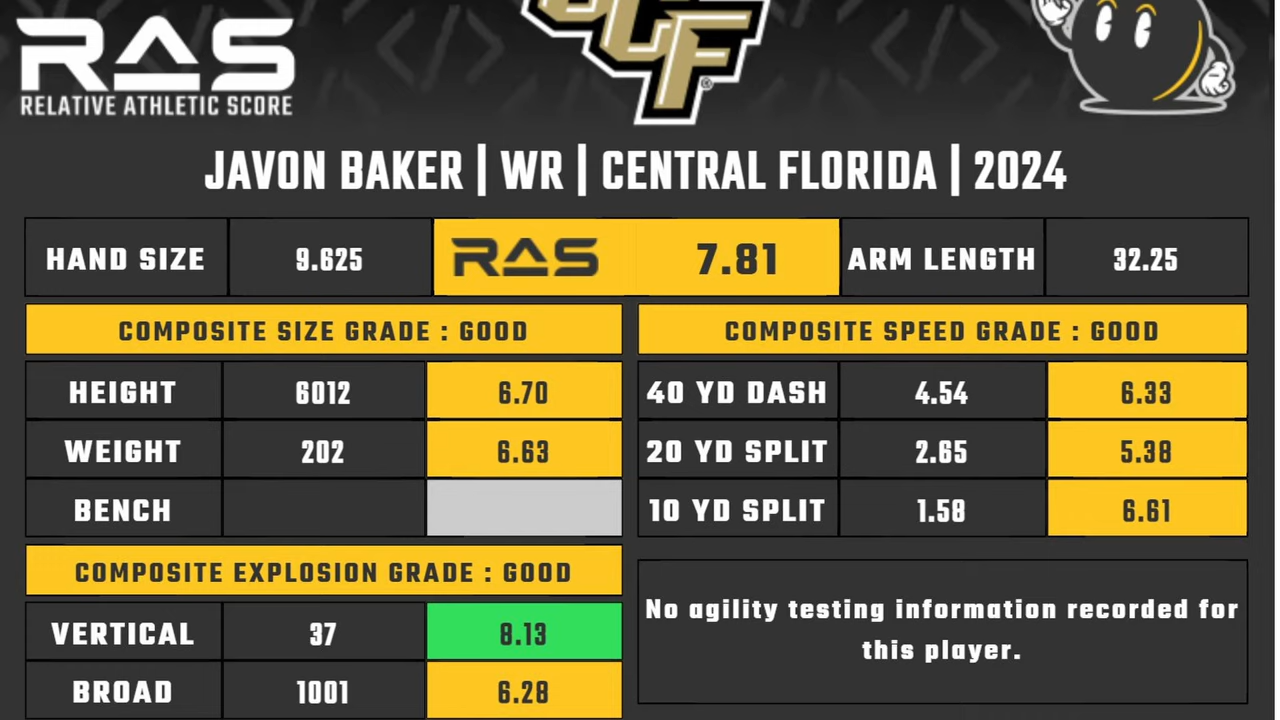 RAS
RELATIVE ATHLETIC SCORE
UCF
®
JAVON BAKER | WR | CENTRAL FLORIDA | 2024
HAND SIZE 9.625 RAS 7.81 ARM LENGTH 32.25
COMPOSITE SIZE GRADE : GOOD
HEIGHT 6012 6.70
WEIGHT 202 6.63
BENCH
COMPOSITE SPEED GRADE : GOOD
40 YD DASH 4.54 6.33
20 YD SPLIT 2.65 5.38
10 YD SPLIT 1.58 6.61
COMPOSITE EXPLOSION GRADE : GOOD
VERTICAL 37 8.13
BROAD 1001 6.28
No agility testing information recorded for
this player.